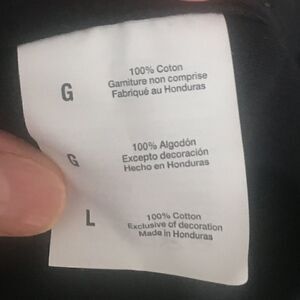 G
100% Coton
Garniture non comprise
Fabriqué au Honduras
G
100% Algodón
Excepto decoración
Hecho en Honduras
L
100% Cotton
Exclusive of decoration
Made in Honduras